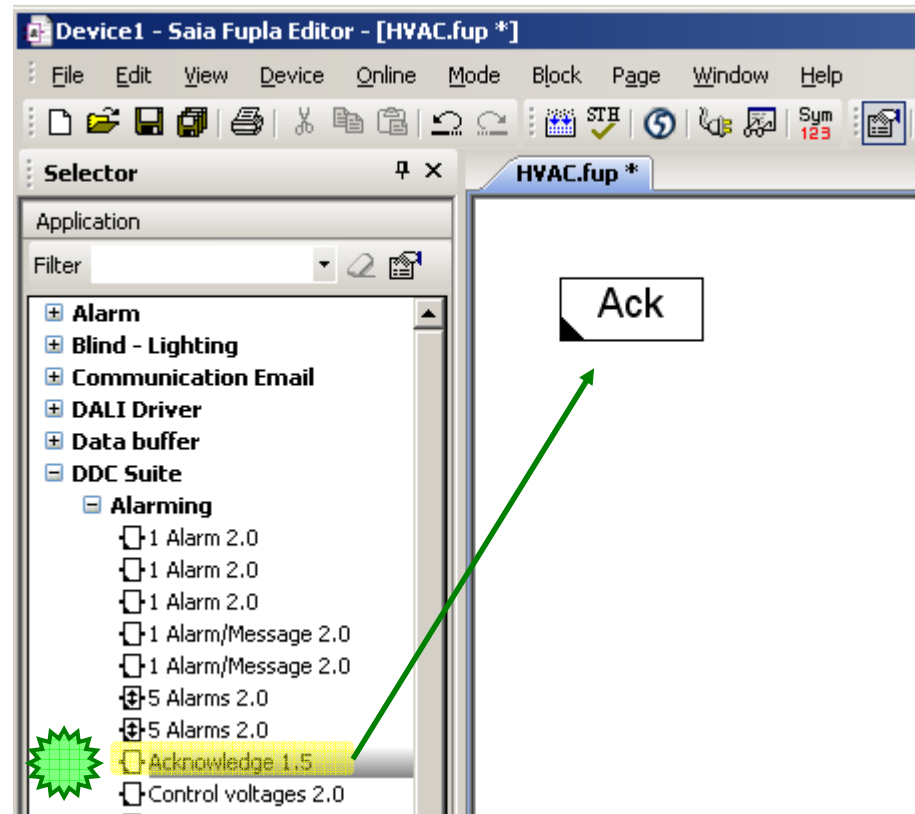 Device1 - Saia Fupla Editor - [HVAC.fup *]
File Edit View Device Online Mode Block Page Window Help
STH Sym 123
Selector HVAC.fup *
Application
Filter
Alarm
Ack
Blind - Lighting
Communication Email
DALI Driver
Data buffer
DDC Suite
Alarming
1 Alarm 2.0
1 Alarm 2.0
1 Alarm 2.0
1 Alarm/Message 2.0
1 Alarm/Message 2.0
5 Alarms 2.0
5 Alarms 2.0
Acknowledge 1.5
Control voltages 2.0